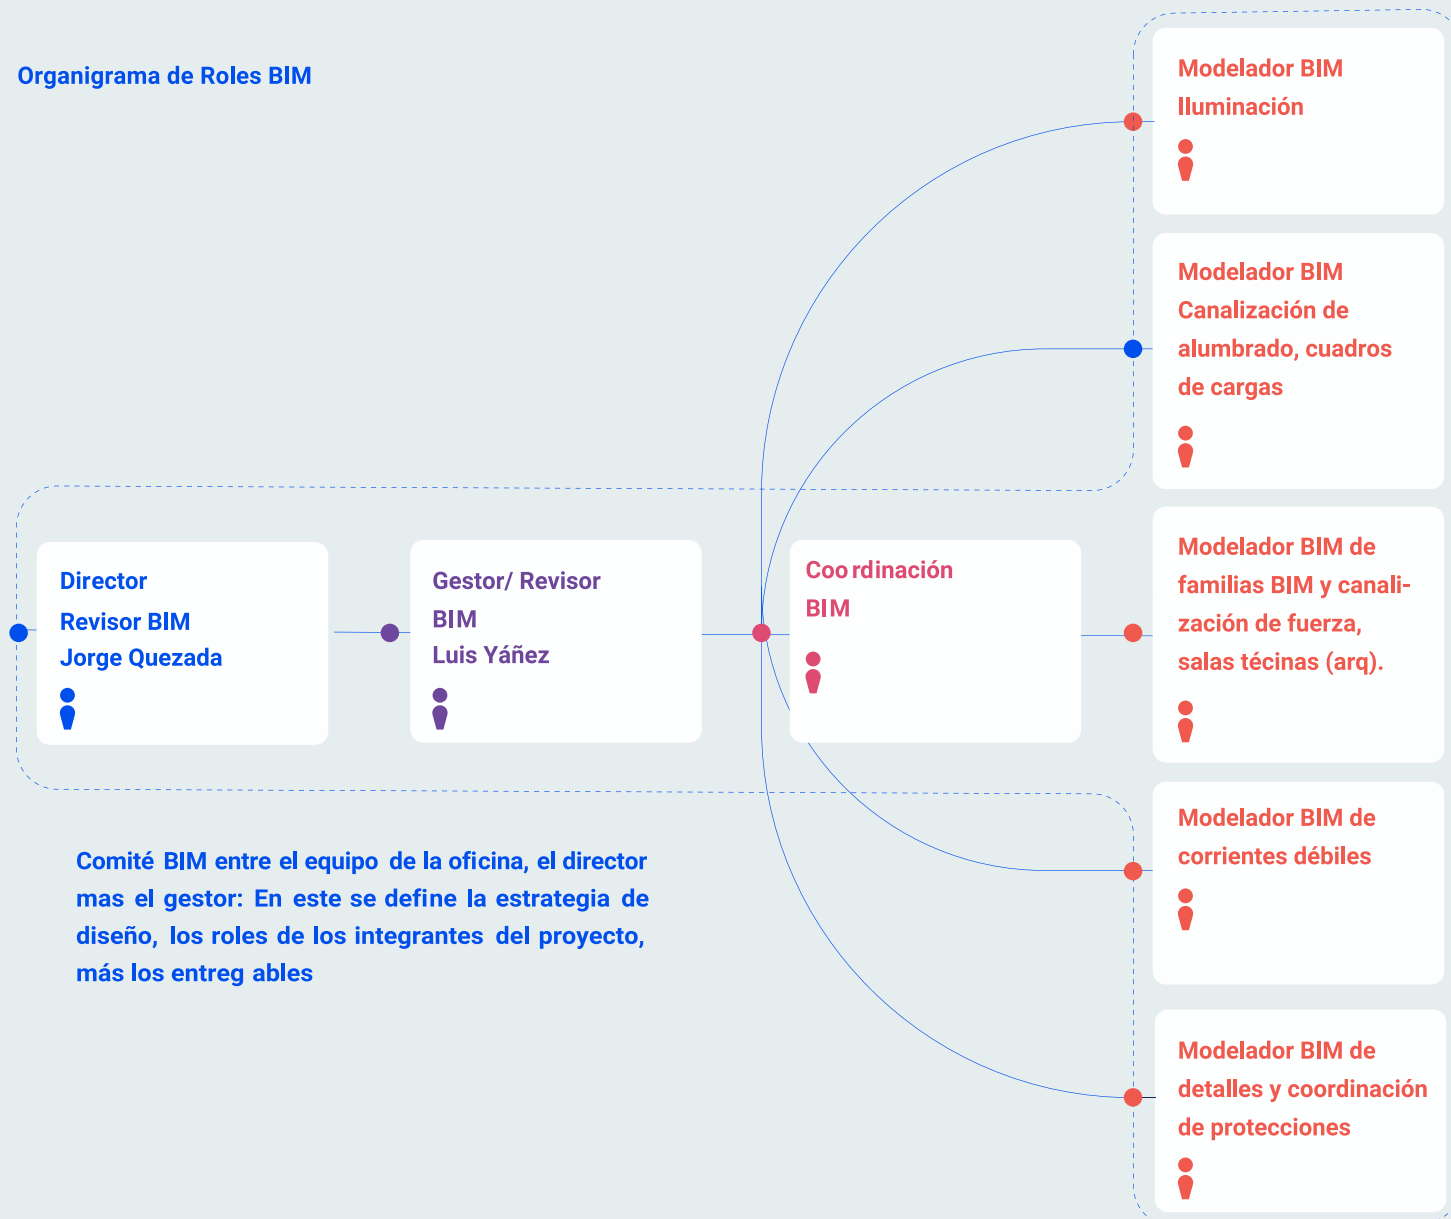 Organigrama de Roles BIM
Modelador BIM
Iluminación
Modelador BIM
Canalización de
alumbrado, cuadros
de cargas
Director
Revisor BIM
Jorge Quezada
Gestor/ Revisor
BIM
Luis Yáñez
Coo rdinación
BIM
Modelador BIM de
familias BIM y canali-
zación de fuerza,
salas técinas (arq).
Modelador BIM de
corrientes débiles
Comité BIM entre el equipo de la oficina, el director
mas el gestor: En este se define la estrategia de
diseño, los roles de los integrantes del proyecto,
más los entreg ables
Modelador BIM de
detalles y coordinación
de protecciones